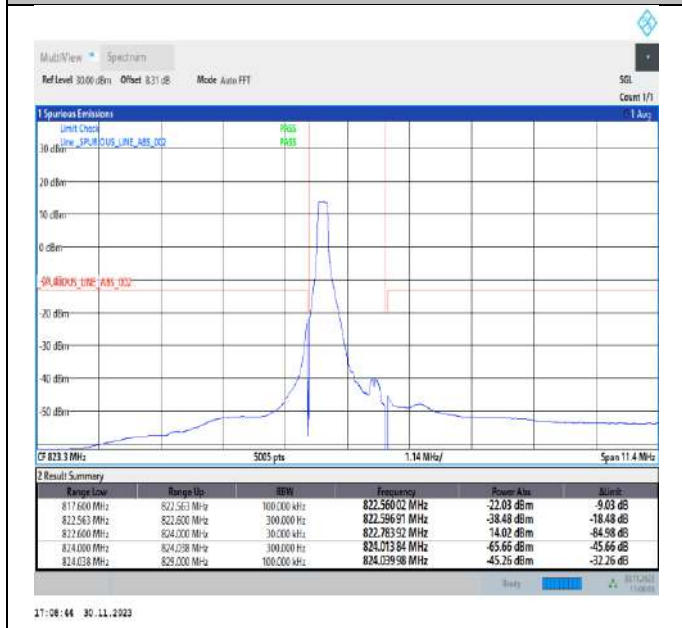 MultiView Spectrum
Ref Level 30.00 dBm Offset 8.31 dB Mode Auto FFT SGL
Count 1/1
1 Spurious Emissions 1 Avg
Limit Check PASS
Line _SPURIOUS_LINE_ABS_002 PASS
30 dBm
20 dBm
10 dBm
0 dBm
_SPURIOUS_LINE_ABS_002
-20 dBm
-30 dBm
-40 dBm
-50 dBm
CF 823.3 MHz 5005 pts 1.14 MHz/ Span 11.4 MHz
2 Result Summary
Range Low Range Up RBW Frequency Power Abs ΔLimit
817.600 MHz 822.563 MHz 100.000 kHz 822.56002 MHz -22.03 dBm -9.03 dB
822.563 MHz 822.600 MHz 300.000 Hz 822.59691 MHz -38.48 dBm -18.48 dB
822.600 MHz 824.000 MHz 30.000 kHz 822.78392 MHz 14.02 dBm -84.98 dB
824.000 MHz 824.038 MHz 300.000 Hz 824.01384 MHz -65.66 dBm -45.66 dB
824.038 MHz 829.000 MHz 100.000 kHz 824.03998 MHz -45.26 dBm -32.26 dB
Ready 30.11.2023
17:08:44 30.11.2023